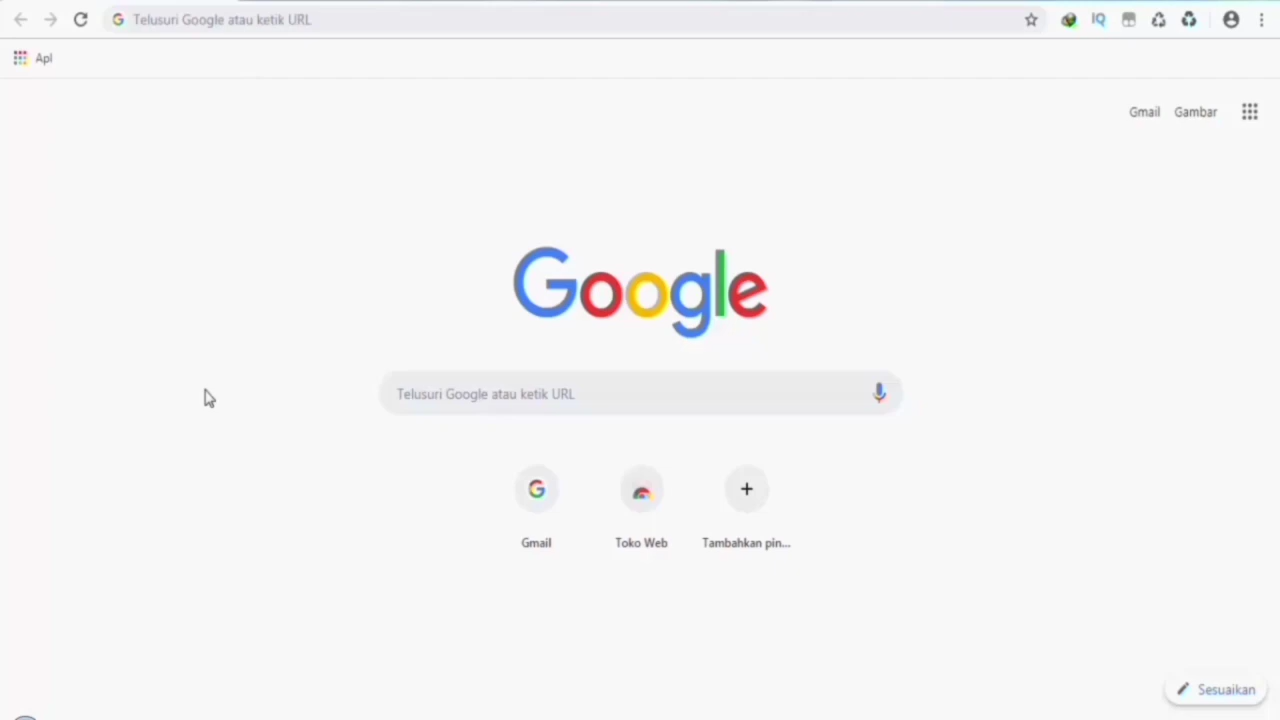 Telusuri Google atau ketik URL
IQ
Apl
Gmail Gambar
Google
Telusuri Google atau ketik URL
Gmail Toko Web Tambahkan pin...
Sesuaikan